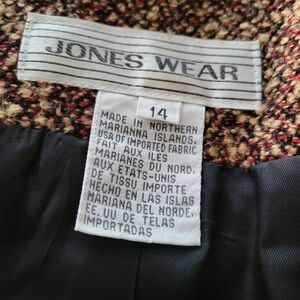 JONES WEAR
14
MADE IN NORTHERN
MARIANNA ISLANDS,
USA OF IMPORTED FABRIC
FAIT AUX ILES
MARIANES DU NORD.
AUX ETATS-UNIS
DE TISSU IMPORTE
HECHO EN LAS ISLAS
MARIANA DEL NORDE,
EE. UU DE TELAS
IMPORTADAS